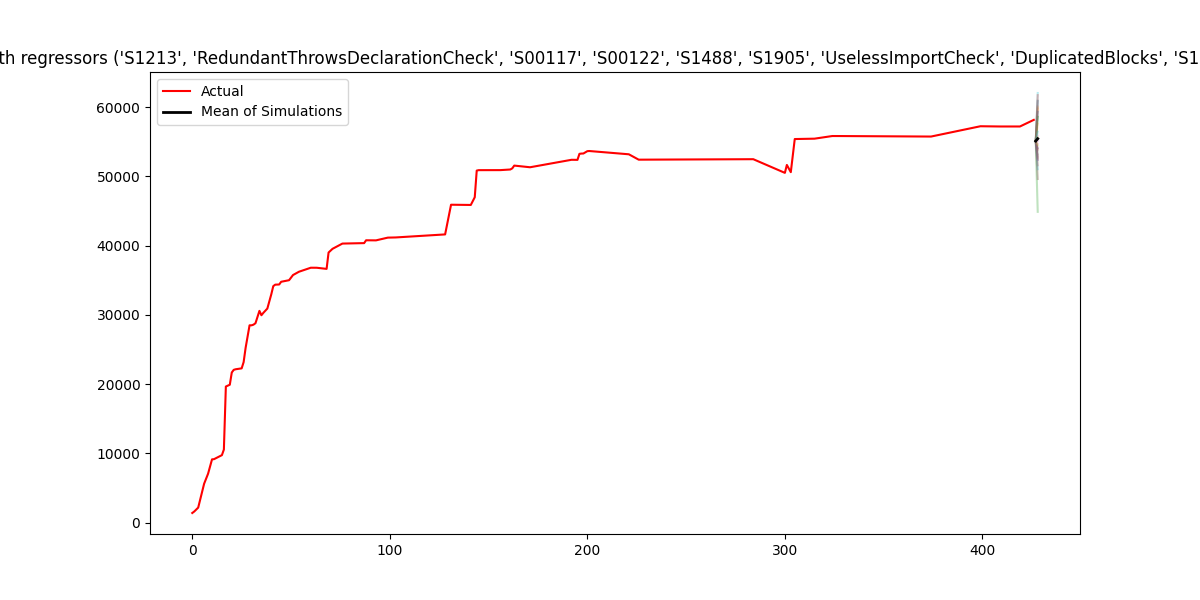 th regressors ('S1213', 'RedundantThrowsDeclarationCheck', 'S00117', 'S00122', 'S1488', 'S1905', 'UselessImportCheck', 'DuplicatedBlocks', 'S1
Actual
Mean of Simulations
60000
50000
40000
30000
20000
10000
0
0 100 200 300 400